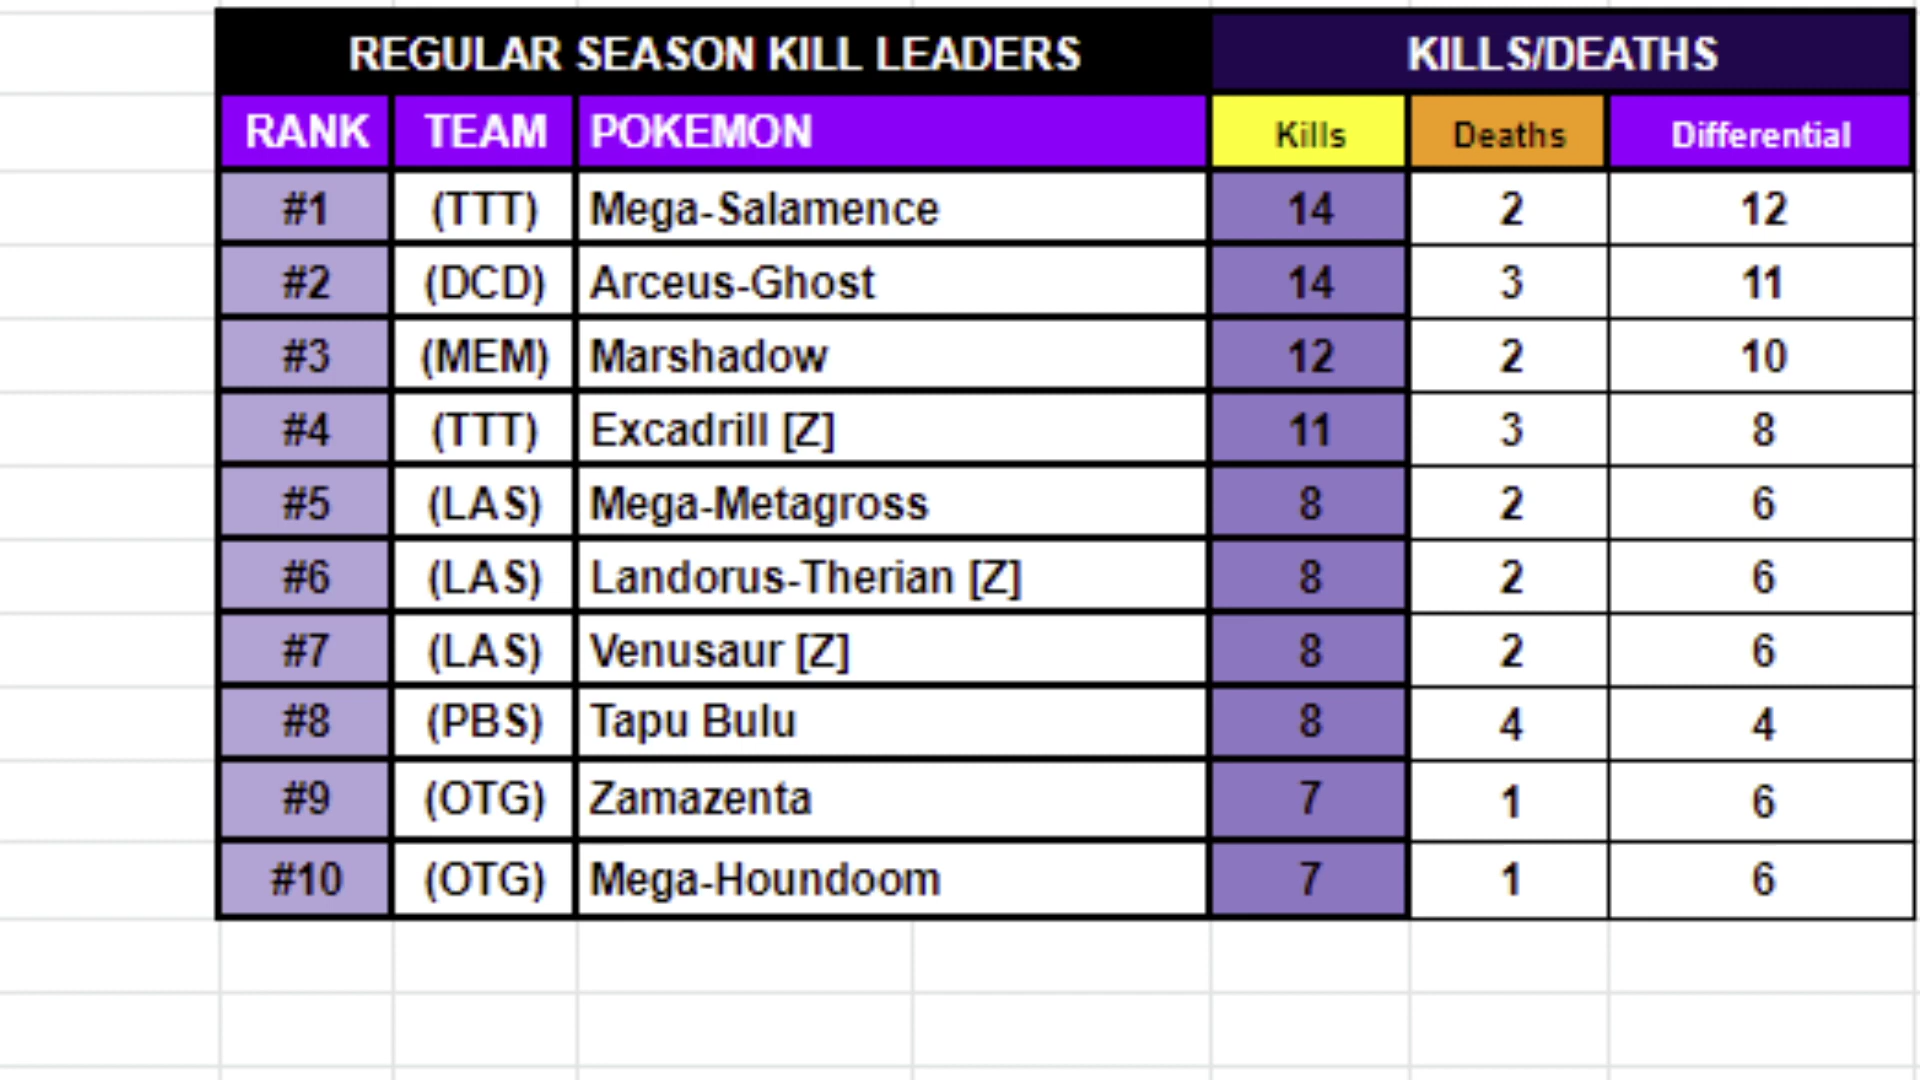 REGULAR SEASON KILL LEADERS KILLS/DEATHS
RANK TEAM POKEMON Kills Deaths Differential
#1 (TTT) Mega-Salamence 14 2 12
#2 (DCD) Arceus-Ghost 14 3 11
#3 (MEM) Marshadow 12 2 10
#4 (TTT) Excadrill [Z] 11 3 8
#5 (LAS) Mega-Metagross 8 2 6
#6 (LAS) Landorus-Therian [Z] 8 2 6
#7 (LAS) Venusaur [Z] 8 2 6
#8 (PBS) Tapu Bulu 8 4 4
#9 (OTG) Zamazenta 7 1 6
#10 (OTG) Mega-Houndoom 7 1 6